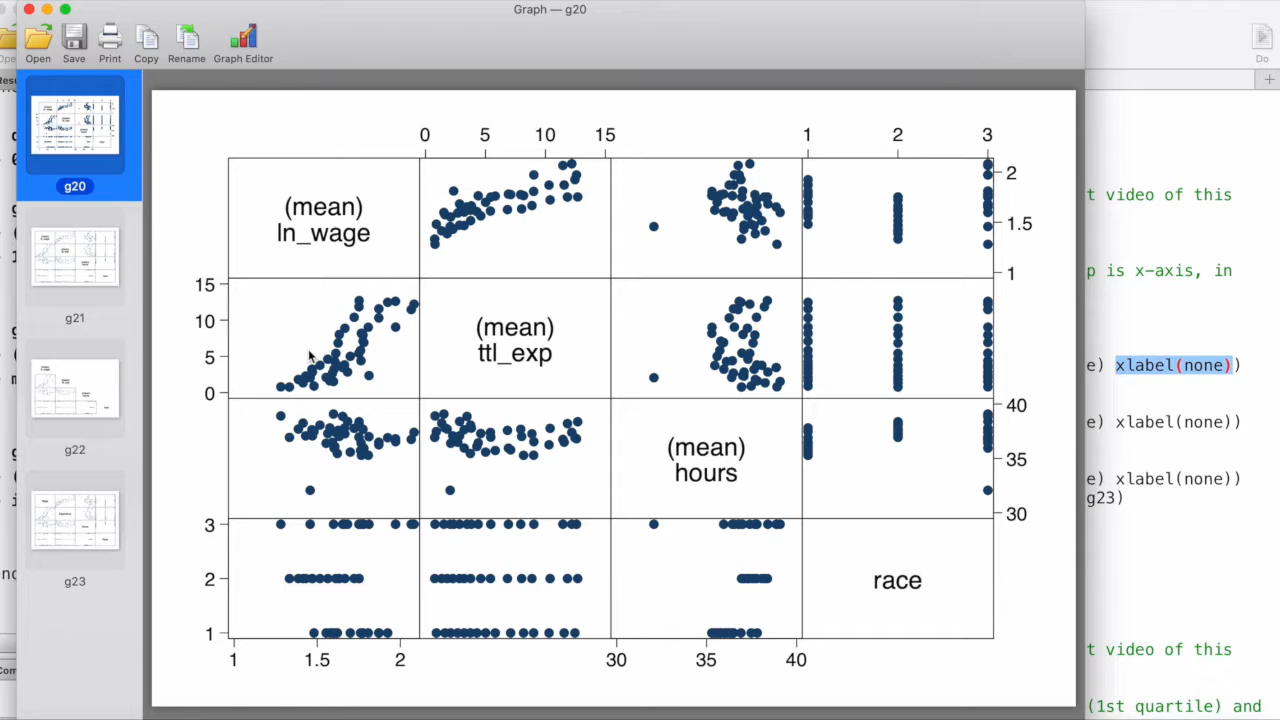 Graph — g20
Open Save Print Copy Rename Graph Editor
Do
g20
g21
g22
g23
0 5 10 15 1 2 3
(mean)
ln_wage
2
1.5
1
15
10
5
0
(mean)
ttl_exp
(mean)
hours
40
35
30
3
2
1
race
1 1.5 2 30 35 40
t video of this
p is x-axis, in
e) xlabel(none))
e) xlabel(none))
e) xlabel(none))
g23)
t video of this
(1st quartile) and